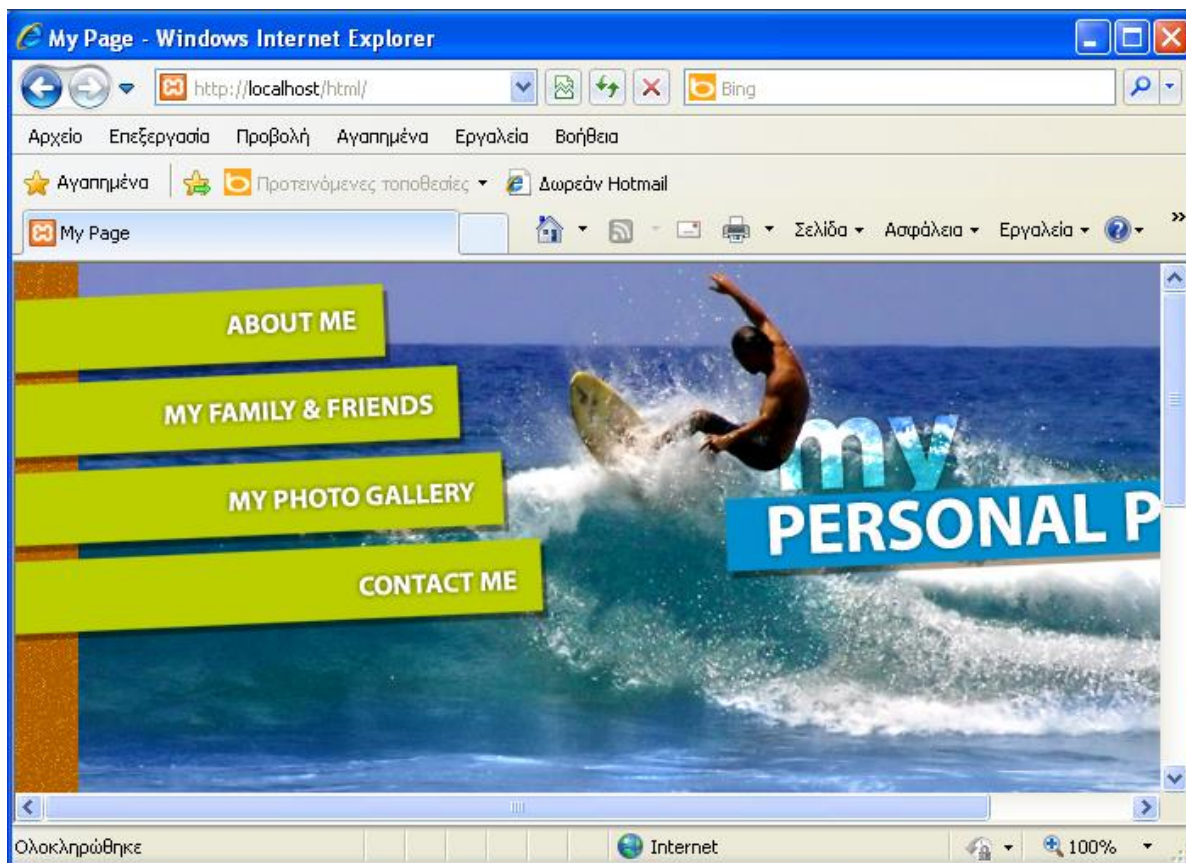 My Page - Windows Internet Explorer
http://localhost/html/
Bing
Αρχείο Επεξεργασία Προβολή Αγαπημένα Εργαλεία Βοήθεια
Αγαπημένα Προτεινόμενες τοποθεσίες Δωρεάν Hotmail
My Page Σελίδα Ασφάλεια Εργαλεία »
ABOUT ME
MY FAMILY & FRIENDS
MY PHOTO GALLERY
CONTACT ME
my
PERSONAL P
Ολοκληρώθηκε Internet 100%